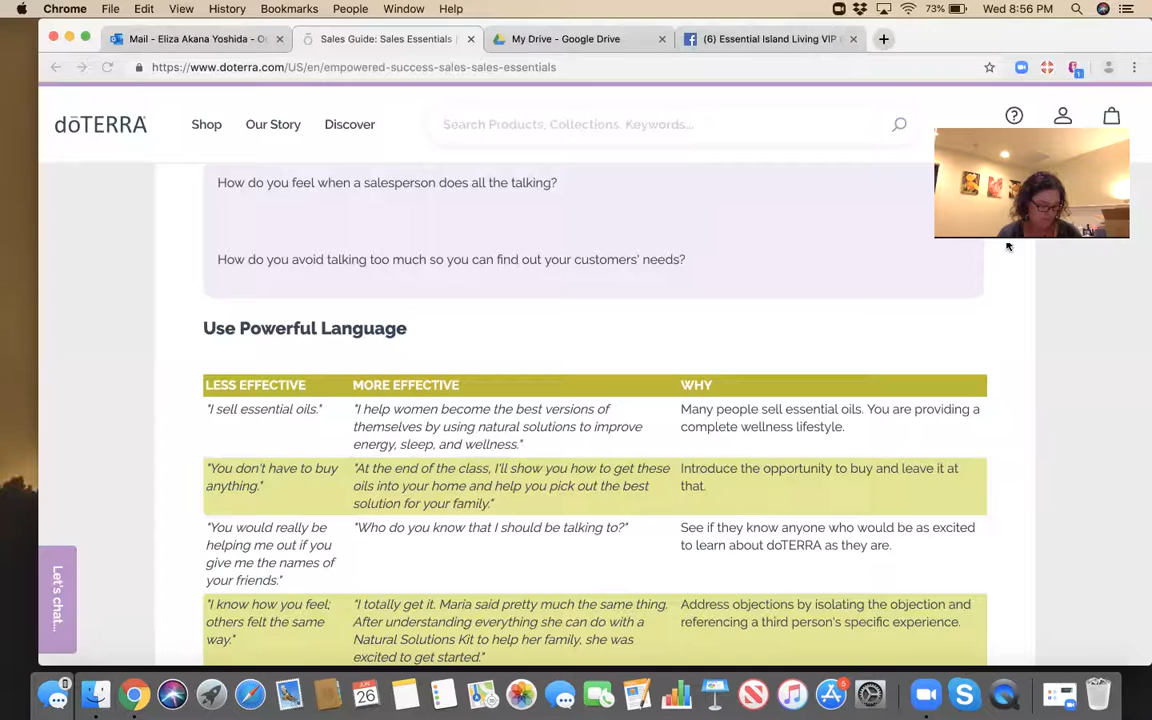 Chrome File Edit View History Bookmarks People Window Help 73% Wed 8:56 PM
Mail - Eliza Akana Yoshida - O Sales Guide: Sales Essentials My Drive - Google Drive (6) Essential Island Living VIP
https://www.doterra.com/US/en/empowered-success-sales-sales-essentials
dōTERRA Shop Our Story Discover Search Products, Collections, Keywords...
How do you feel when a salesperson does all the talking?
How do you avoid talking too much so you can find out your customers' needs?
Use Powerful Language
LESS EFFECTIVE MORE EFFECTIVE WHY
"I sell essential oils." "I help women become the best versions of Many people sell essential oils. You are providing a
themselves by using natural solutions to improve complete wellness lifestyle.
energy, sleep, and wellness."
"You don't have to buy "At the end of the class, I'll show you how to get these Introduce the opportunity to buy and leave it at
anything." oils into your home and help you pick out the best that.
solution for your family."
"You would really be "Who do you know that I should be talking to?" See if they know anyone who would be as excited
helping me out if you to learn about doTERRA as they are.
give me the names of
your friends."
"I know how you feel; "I totally get it. Maria said pretty much the same thing. Address objections by isolating the objection and
others felt the same After understanding everything she can do with a referencing a third person's specific experience.
way." Natural Solutions Kit to help her family, she was
excited to get started."
Let's chat...
26